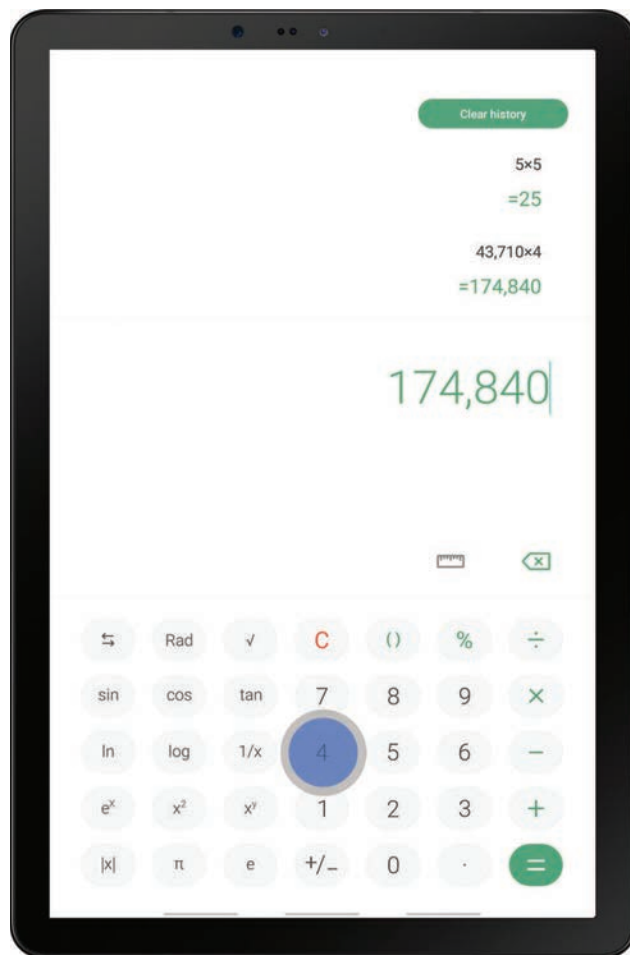 Clear history
5×5
=25
43,710×4
=174,840
174,840
⇆ Rad √ C () % ÷
sin cos tan 7 8 9 ×
ln log 1/x 4 5 6 −
eˣ x² xʸ 1 2 3 +
|x| π e +/− 0 . =